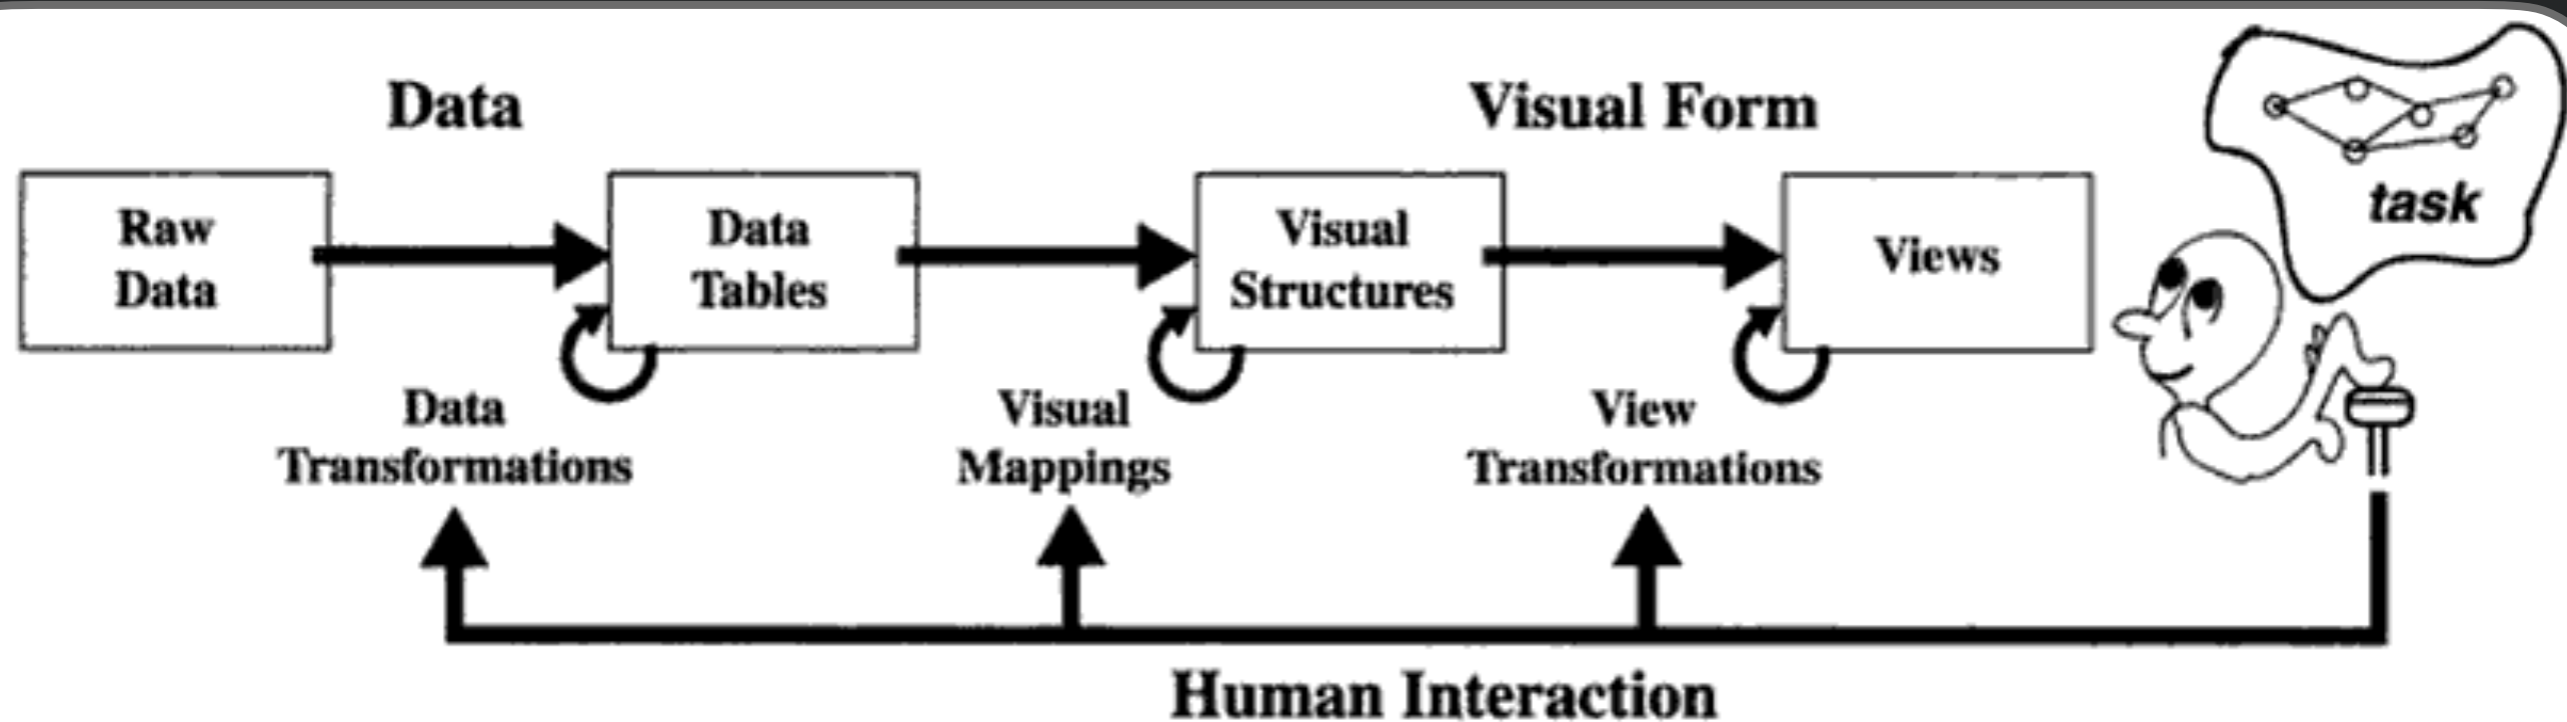 Data
Visual Form
task
Raw
Data
Data
Tables
Visual
Structures
Views
Data
Transformations
Visual
Mappings
View
Transformations
Human Interaction